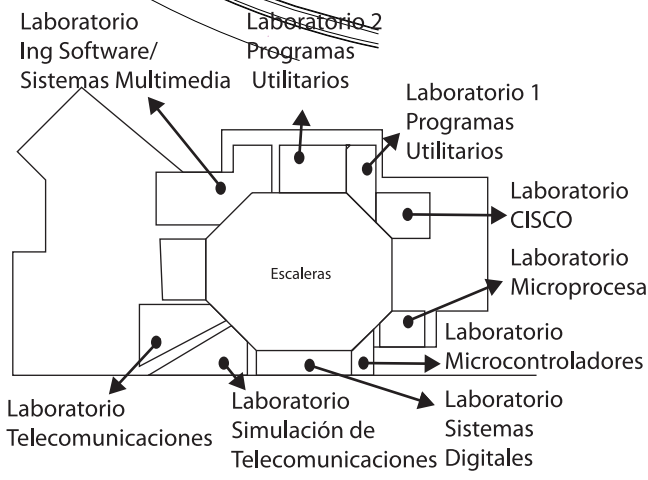 Laboratorio
Ing Software/
Sistemas Multimedia
Laboratorio 2
Programas
Utilitarios
Laboratorio 1
Programas
Utilitarios
Laboratorio
CISCO
Laboratorio
Microprocesa
Escaleras
Laboratorio
Microcontroladores
Laboratorio
Telecomunicaciones
Laboratorio
Simulación de
Telecomunicaciones
Laboratorio
Sistemas
Digitales